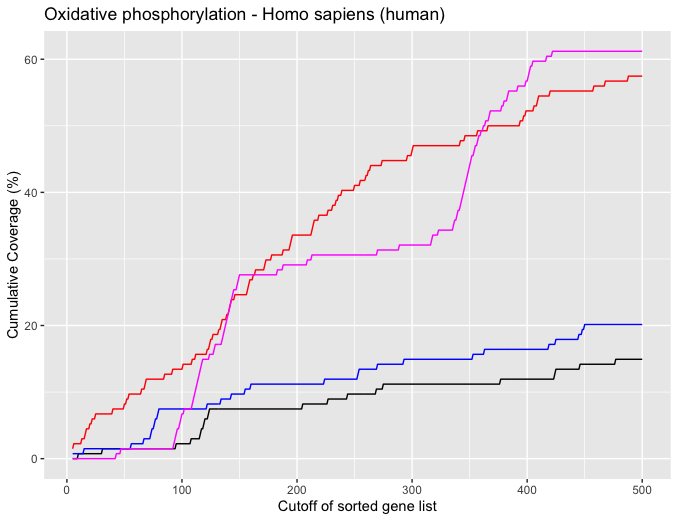 Oxidative phosphorylation - Homo sapiens (human)
Cumulative Coverage (%)
60
40
20
0
0 100 200 300 400 500
Cutoff of sorted gene list